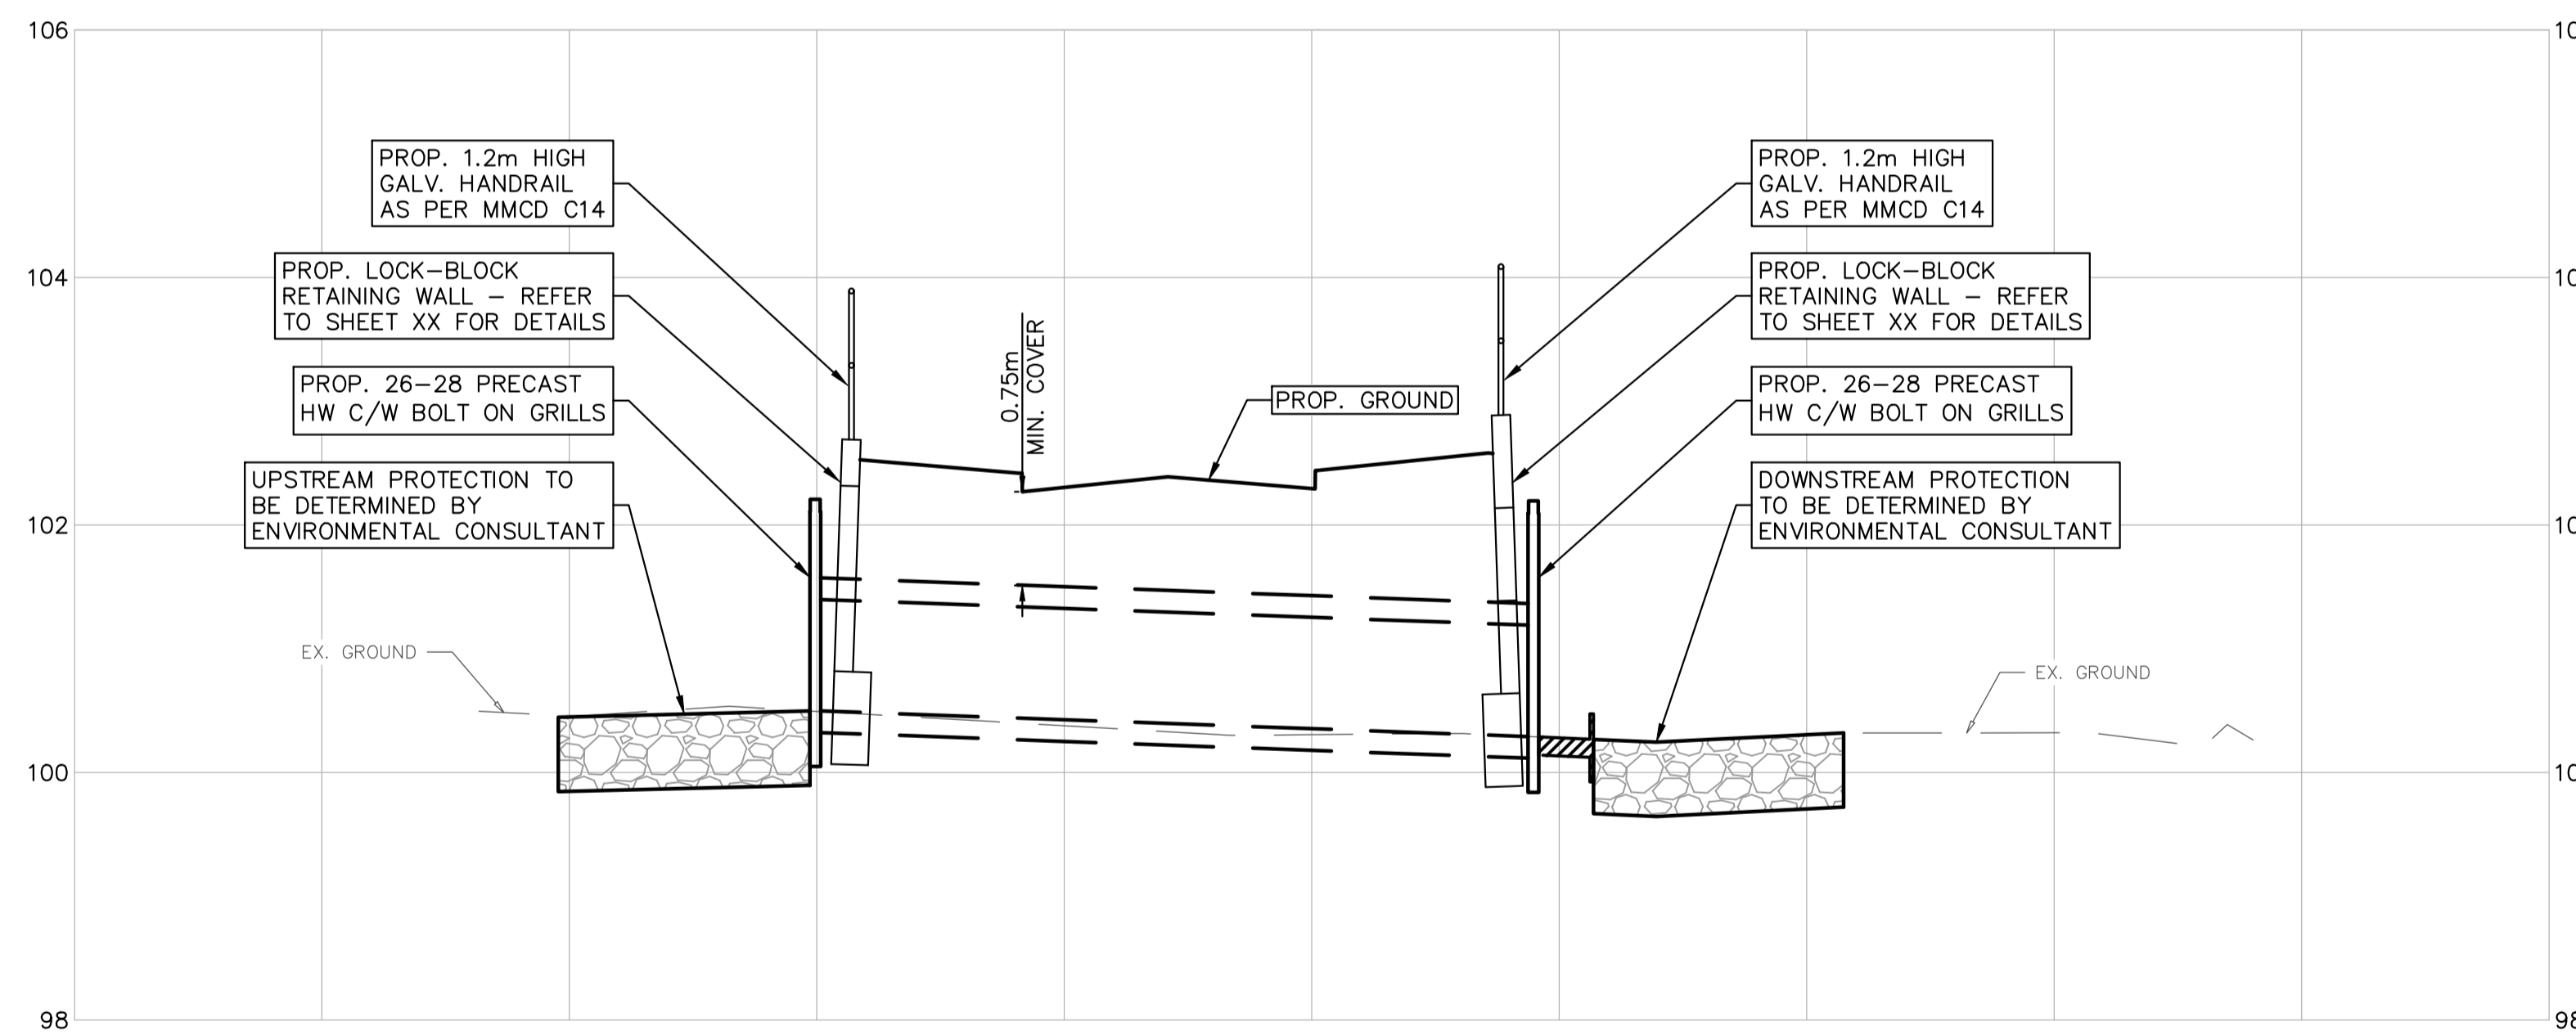 106
104
102
100
98
PROP. 1.2m HIGH
GALV. HANDRAIL
AS PER MMCD C14
PROP. LOCK-BLOCK
RETAINING WALL – REFER
TO SHEET XX FOR DETAILS
PROP. 26-28 PRECAST
HW C/W BOLT ON GRILLS
UPSTREAM PROTECTION TO
BE DETERMINED BY
ENVIRONMENTAL CONSULTANT
EX. GROUND
0.75m
MIN. COVER
PROP. GROUND
PROP. 1.2m HIGH
GALV. HANDRAIL
AS PER MMCD C14
PROP. LOCK-BLOCK
RETAINING WALL – REFER
TO SHEET XX FOR DETAILS
PROP. 26-28 PRECAST
HW C/W BOLT ON GRILLS
DOWNSTREAM PROTECTION
TO BE DETERMINED BY
ENVIRONMENTAL CONSULTANT
EX. GROUND
98